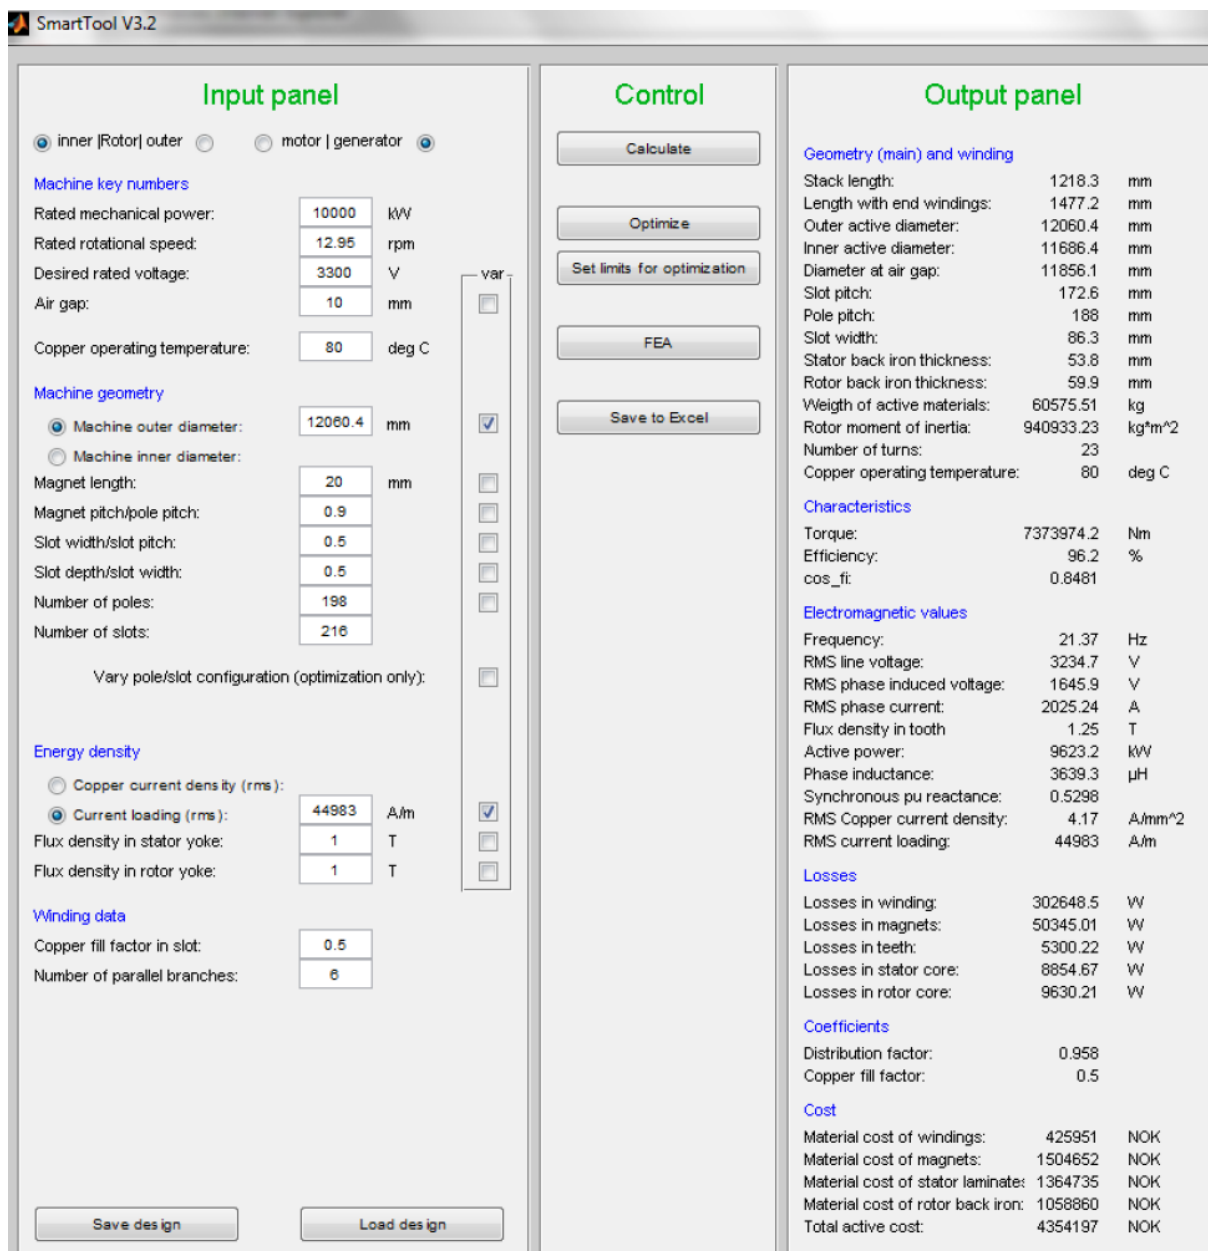 SmartTool V3.2
Input panel
inner |Rotor| outer motor | generator
Machine key numbers
Rated mechanical power: 10000 kW
Rated rotational speed: 12.95 rpm
Desired rated voltage: 3300 V
var
Air gap: 10 mm
Copper operating temperature: 80 deg C
Machine geometry
Machine outer diameter: 12060.4 mm
Machine inner diameter:
Magnet length: 20 mm
Magnet pitch/pole pitch: 0.9
Slot width/slot pitch: 0.5
Slot depth/slot width: 0.5
Number of poles: 198
Number of slots: 216
Vary pole/slot configuration (optimization only):
Energy density
Copper current density (rms):
Current loading (rms): 44983 A/m
Flux density in stator yoke: 1 T
Flux density in rotor yoke: 1 T
Winding data
Copper fill factor in slot: 0.5
Number of parallel branches: 6
Save design Load design
Control
Calculate
Optimize
Set limits for optimization
FEA
Save to Excel
Output panel
Geometry (main) and winding
Stack length: 1218.3 mm
Length with end windings: 1477.2 mm
Outer active diameter: 12060.4 mm
Inner active diameter: 11686.4 mm
Diameter at air gap: 11856.1 mm
Slot pitch: 172.6 mm
Pole pitch: 188 mm
Slot width: 86.3 mm
Stator back iron thickness: 53.8 mm
Rotor back iron thickness: 59.9 mm
Weigth of active materials: 60575.51 kg
Rotor moment of inertia: 940933.23 kg*m^2
Number of turns: 23
Copper operating temperature: 80 deg C
Characteristics
Torque: 7373974.2 Nm
Efficiency: 96.2 %
cos_fi: 0.8481
Electromagnetic values
Frequency: 21.37 Hz
RMS line voltage: 3234.7 V
RMS phase induced voltage: 1645.9 V
RMS phase current: 2025.24 A
Flux density in tooth 1.25 T
Active power: 9623.2 kW
Phase inductance: 3639.3 µH
Synchronous pu reactance: 0.5298
RMS Copper current density: 4.17 A/mm^2
RMS current loading: 44983 A/m
Losses
Losses in winding: 302648.5 W
Losses in magnets: 50345.01 W
Losses in teeth: 5300.22 W
Losses in stator core: 8854.67 W
Losses in rotor core: 9630.21 W
Coefficients
Distribution factor: 0.958
Copper fill factor: 0.5
Cost
Material cost of windings: 425951 NOK
Material cost of magnets: 1504652 NOK
Material cost of stator laminates 1364735 NOK
Material cost of rotor back iron: 1058860 NOK
Total active cost: 4354197 NOK